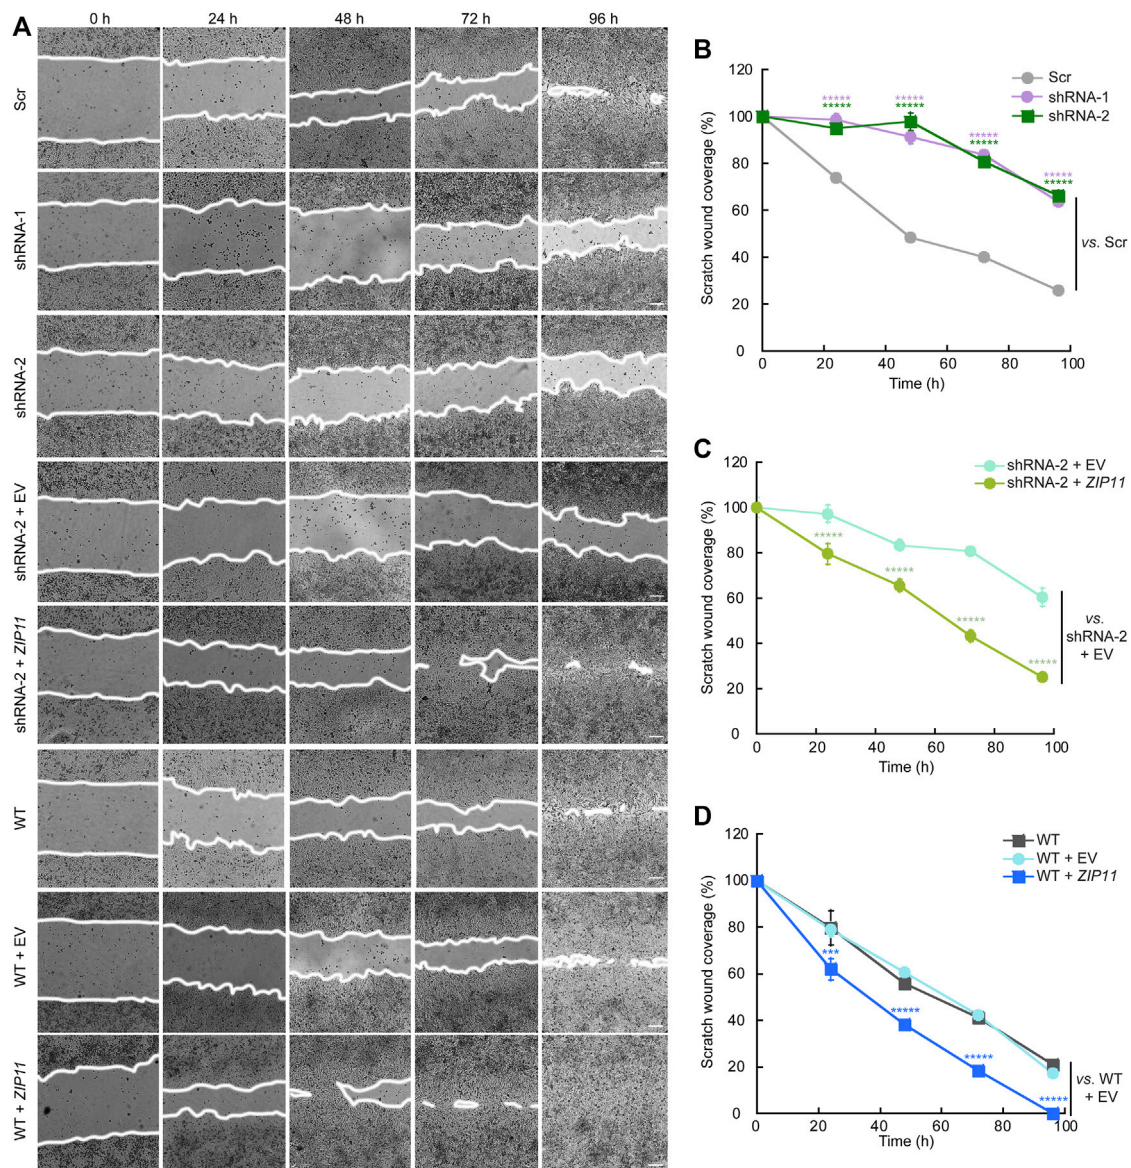 A
0 h 24 h 48 h 72 h 96 h
Scr
shRNA-1
shRNA-2
shRNA-2 + EV
shRNA-2 + ZIP11
WT
WT + EV
WT + ZIP11
B
Scratch wound coverage (%)
120
100
80
60
40
20
0
0 20 40 60 80 100
Time (h)
Scr
shRNA-1
shRNA-2
*****
*****
*****
*****
*****
*****
*****
*****
vs. Scr
C
Scratch wound coverage (%)
120
100
80
60
40
20
0
0 20 40 60 80 100
Time (h)
shRNA-2 + EV
shRNA-2 + ZIP11
*****
*****
*****
*****
vs.
shRNA-2
+ EV
D
Scratch wound coverage (%)
120
100
80
60
40
20
0
0 20 40 60 80 100
Time (h)
WT
WT + EV
WT + ZIP11
***
*****
*****
*****
vs. WT
+ EV